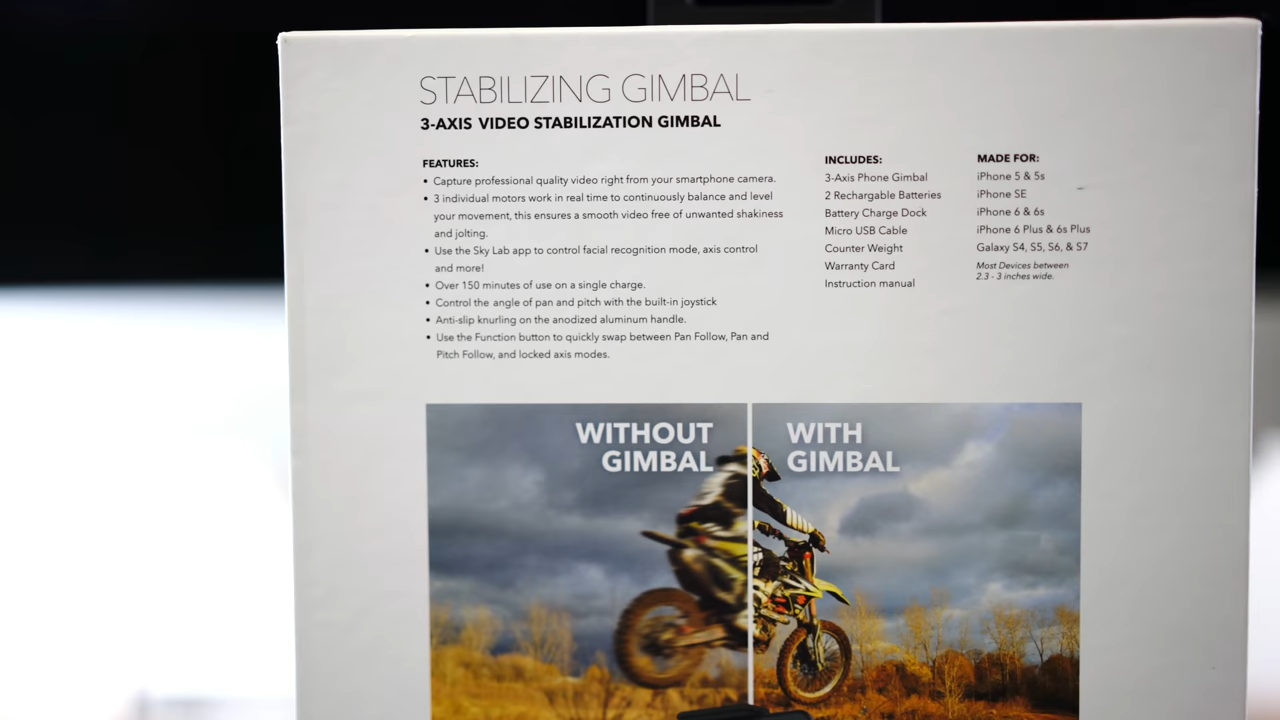 STABILIZING GIMBAL
3-AXIS VIDEO STABILIZATION GIMBAL
FEATURES:
• Capture professional quality video right from your smartphone camera.
• 3 individual motors work in real time to continuously balance and level
your movement, this ensures a smooth video free of unwanted shakiness
and jolting.
• Use the Sky Lab app to control facial recognition mode, axis control
and more!
• Over 150 minutes of use on a single charge.
• Control the angle of pan and pitch with the built-in joystick
• Anti-slip knurling on the anodized aluminum handle.
• Use the Function button to quickly swap between Pan Follow, Pan and
Pitch Follow, and locked axis modes.
INCLUDES:
3-Axis Phone Gimbal
2 Rechargable Batteries
Battery Charge Dock
Micro USB Cable
Counter Weight
Warranty Card
Instruction manual
MADE FOR:
iPhone 5 & 5s
iPhone SE
iPhone 6 & 6s
iPhone 6 Plus & 6s Plus
Galaxy S4, S5, S6, & S7
Most Devices between
2.3 - 3 inches wide.
WITHOUT
GIMBAL
WITH
GIMBAL